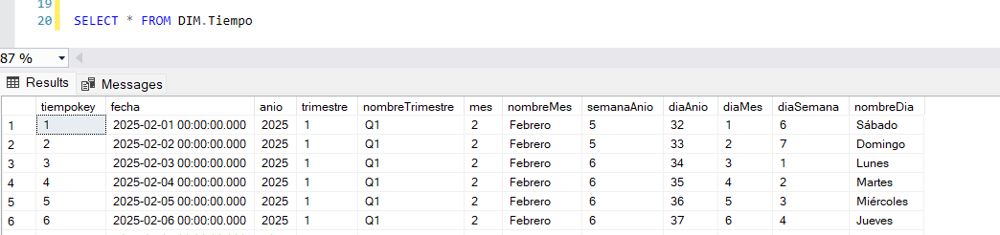 19
20 SELECT * FROM DIM.Tiempo
87 %
Results Messages
tiempokey fecha anio trimestre nombreTrimestre mes nombreMes semanaAnio diaAnio diaMes diaSemana nombreDia
1 1 2025-02-01 00:00:00.000 2025 1 Q1 2 Febrero 5 32 1 6 Sábado
2 2 2025-02-02 00:00:00.000 2025 1 Q1 2 Febrero 5 33 2 7 Domingo
3 3 2025-02-03 00:00:00.000 2025 1 Q1 2 Febrero 6 34 3 1 Lunes
4 4 2025-02-04 00:00:00.000 2025 1 Q1 2 Febrero 6 35 4 2 Martes
5 5 2025-02-05 00:00:00.000 2025 1 Q1 2 Febrero 6 36 5 3 Miércoles
6 6 2025-02-06 00:00:00.000 2025 1 Q1 2 Febrero 6 37 6 4 Jueves